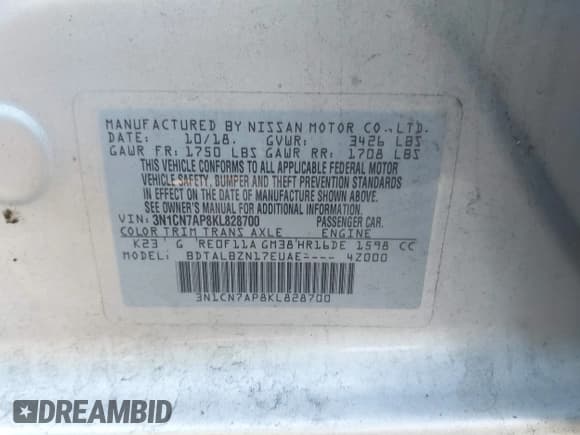 MANUFACTURED BY NISSAN MOTOR CO.,LTD.
DATE: 10/18. GVWR: 3426 LBS
GAWR FR: 1750 LBS GAWR RR: 1708 LBS
THIS VEHICLE CONFORMS TO ALL APPLICABLE FEDERAL MOTOR
VEHICLE SAFETY, BUMPER AND THEFT PREVENTION STANDARDS
IN EFFECT ON THE DATE OF MANUFACTURE SHOWN ABOVE.
SEE OWNER'S MANUAL FOR ADDITIONAL INFORMATION.
VIN: 3N1CN7AP8KL828700 PASSENGER CAR.
COLOR TRIM TRANS AXLE ENGINE
K23 G RE0F11A GM38 HR16DE 1598 CC
MODEL: BDTALBZN17EUAE---- 4Z000
3N1CN7AP8KL828700
DREAMBID